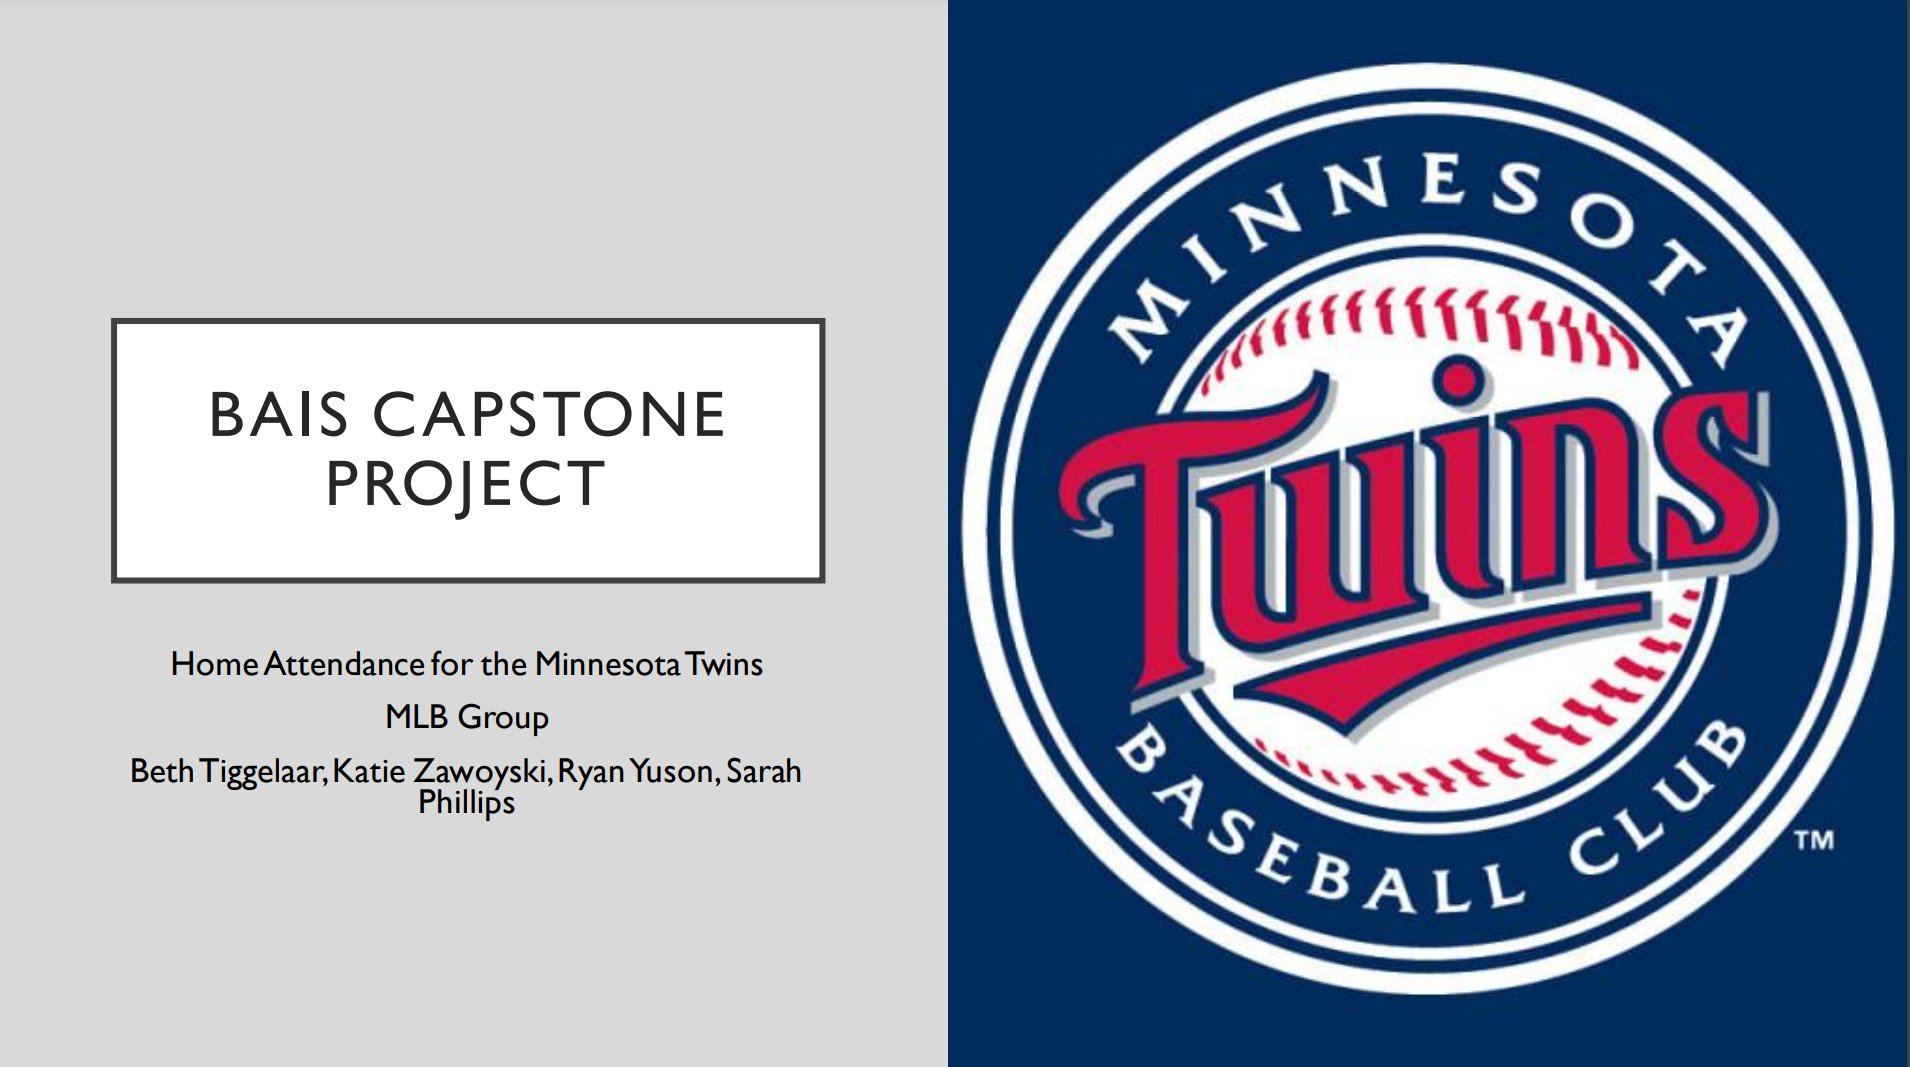 BAIS CAPSTONE
PROJECT
Home Attendance for the Minnesota Twins
MLB Group
Beth Tiggelaar, Katie Zawoyski, Ryan Yuson, Sarah
Phillips
MINNESOTA
Twins
BASEBALL CLUB
TM